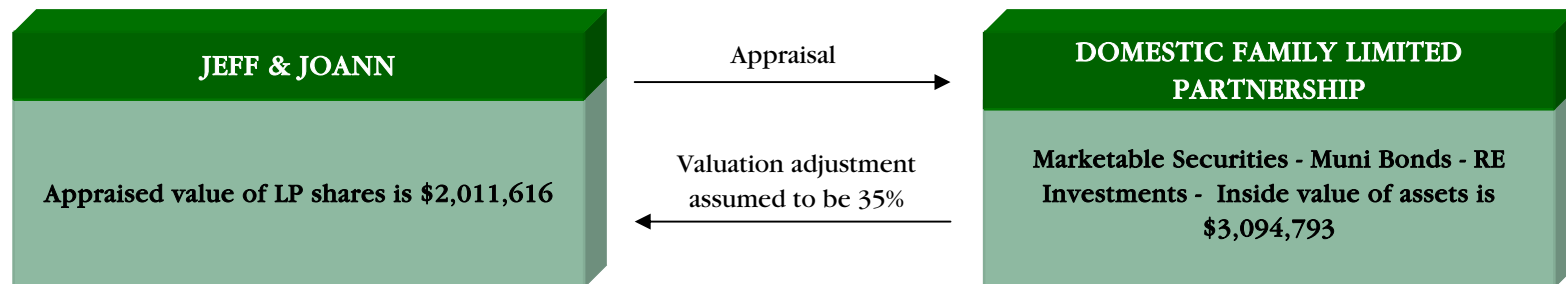 JEFF & JOANN
Appraised value of LP shares is $2,011,616
Appraisal
Valuation adjustment
assumed to be 35%
DOMESTIC FAMILY LIMITED
PARTNERSHIP
Marketable Securities - Muni Bonds - RE
Investments - Inside value of assets is
$3,094,793